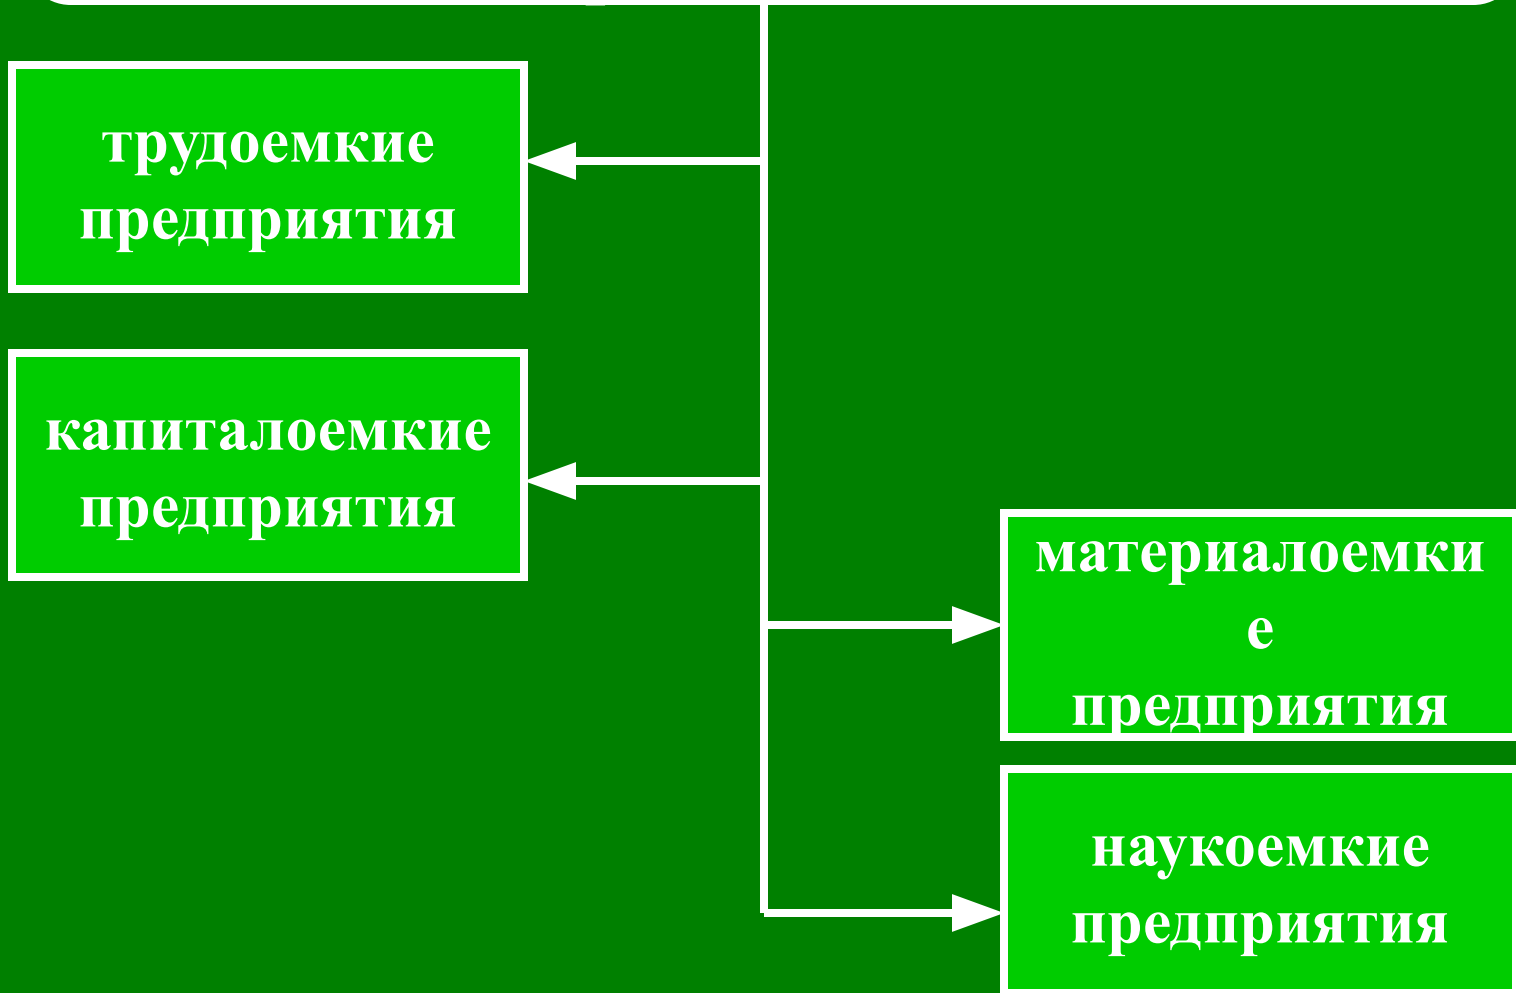 трудоемкие
предприятия
капиталоемкие
предприятия
материалоемки
е
предприятия
наукоемкие
предприятия